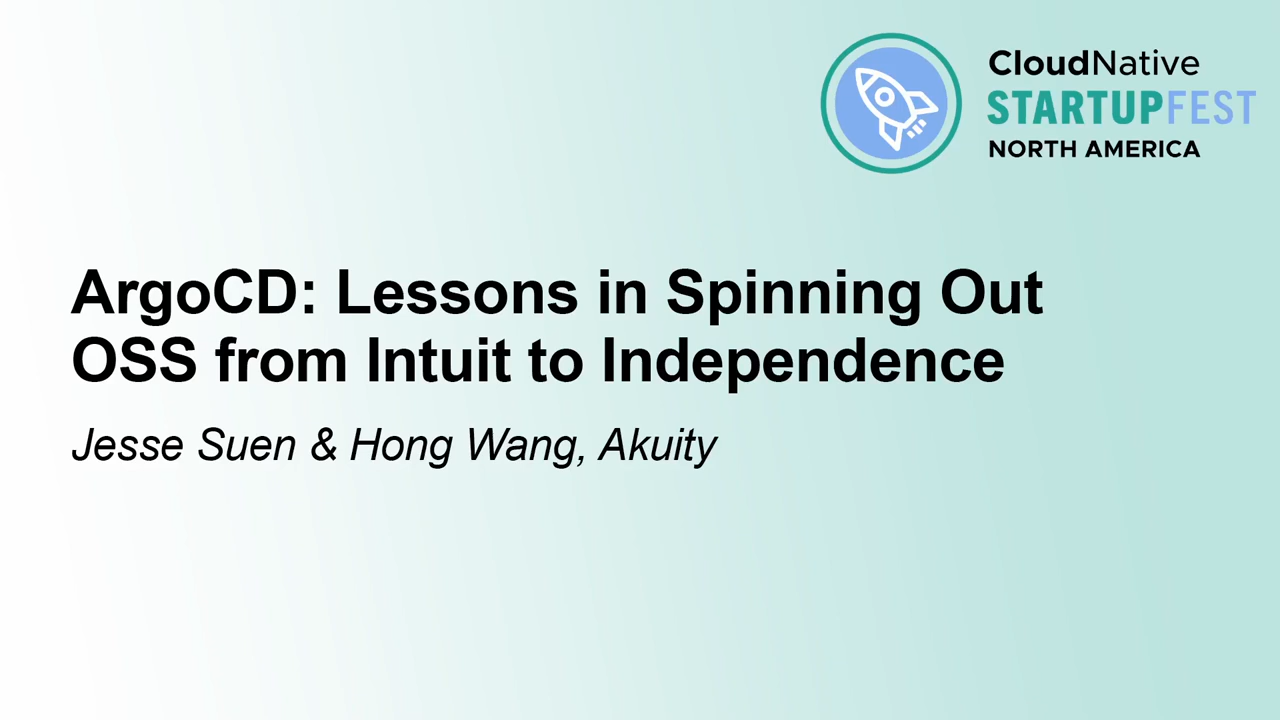 CloudNative
STARTUPFEST
NORTH AMERICA
ArgoCD: Lessons in Spinning Out
OSS from Intuit to Independence
Jesse Suen & Hong Wang, Akuity